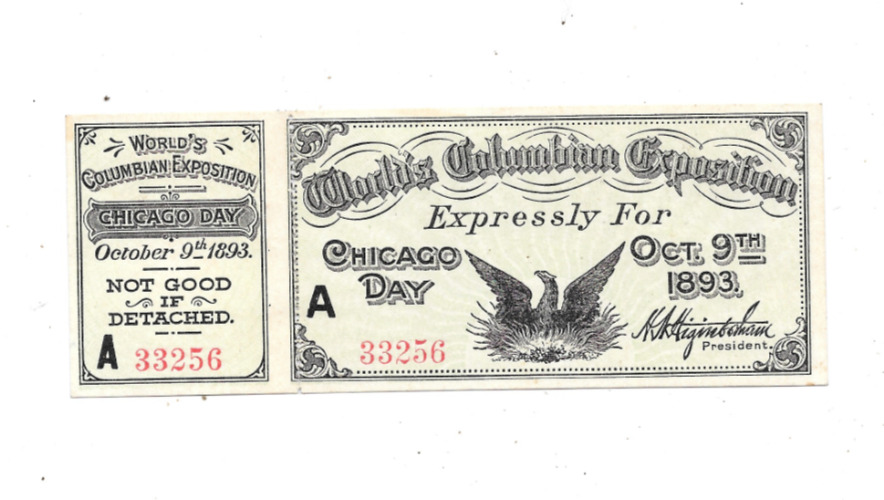 WORLD'S
COLUMBIAN EXPOSITION
CHICAGO DAY
October 9th 1893.
NOT GOOD
IF
DETACHED.
A 33256
World's Columbian Exposition
Expressly For
CHICAGO
DAY
OCT. 9TH
1893.
A
33256
H.N.Higinbotham
President.